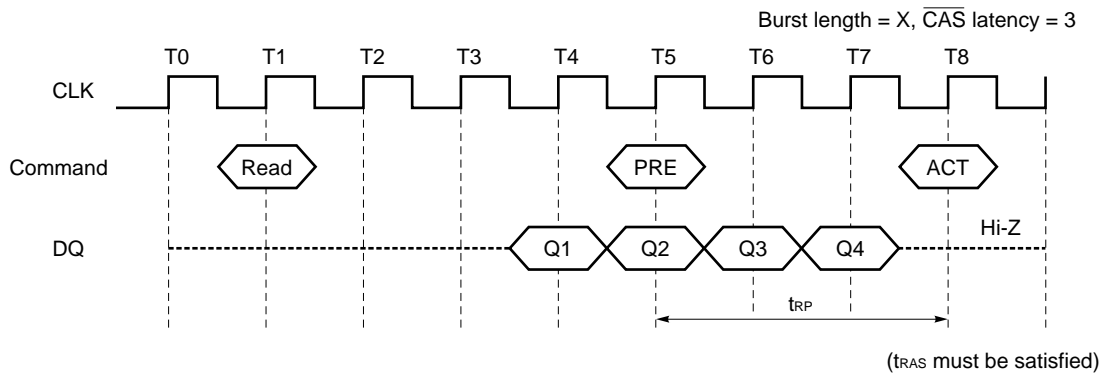 Burst length = X, C̅A̅S̅ latency = 3
T0 T1 T2 T3 T4 T5 T6 T7 T8
CLK
Command Read PRE ACT
Hi-Z
DQ Q1 Q2 Q3 Q4
tRP
(tRAS must be satisfied)